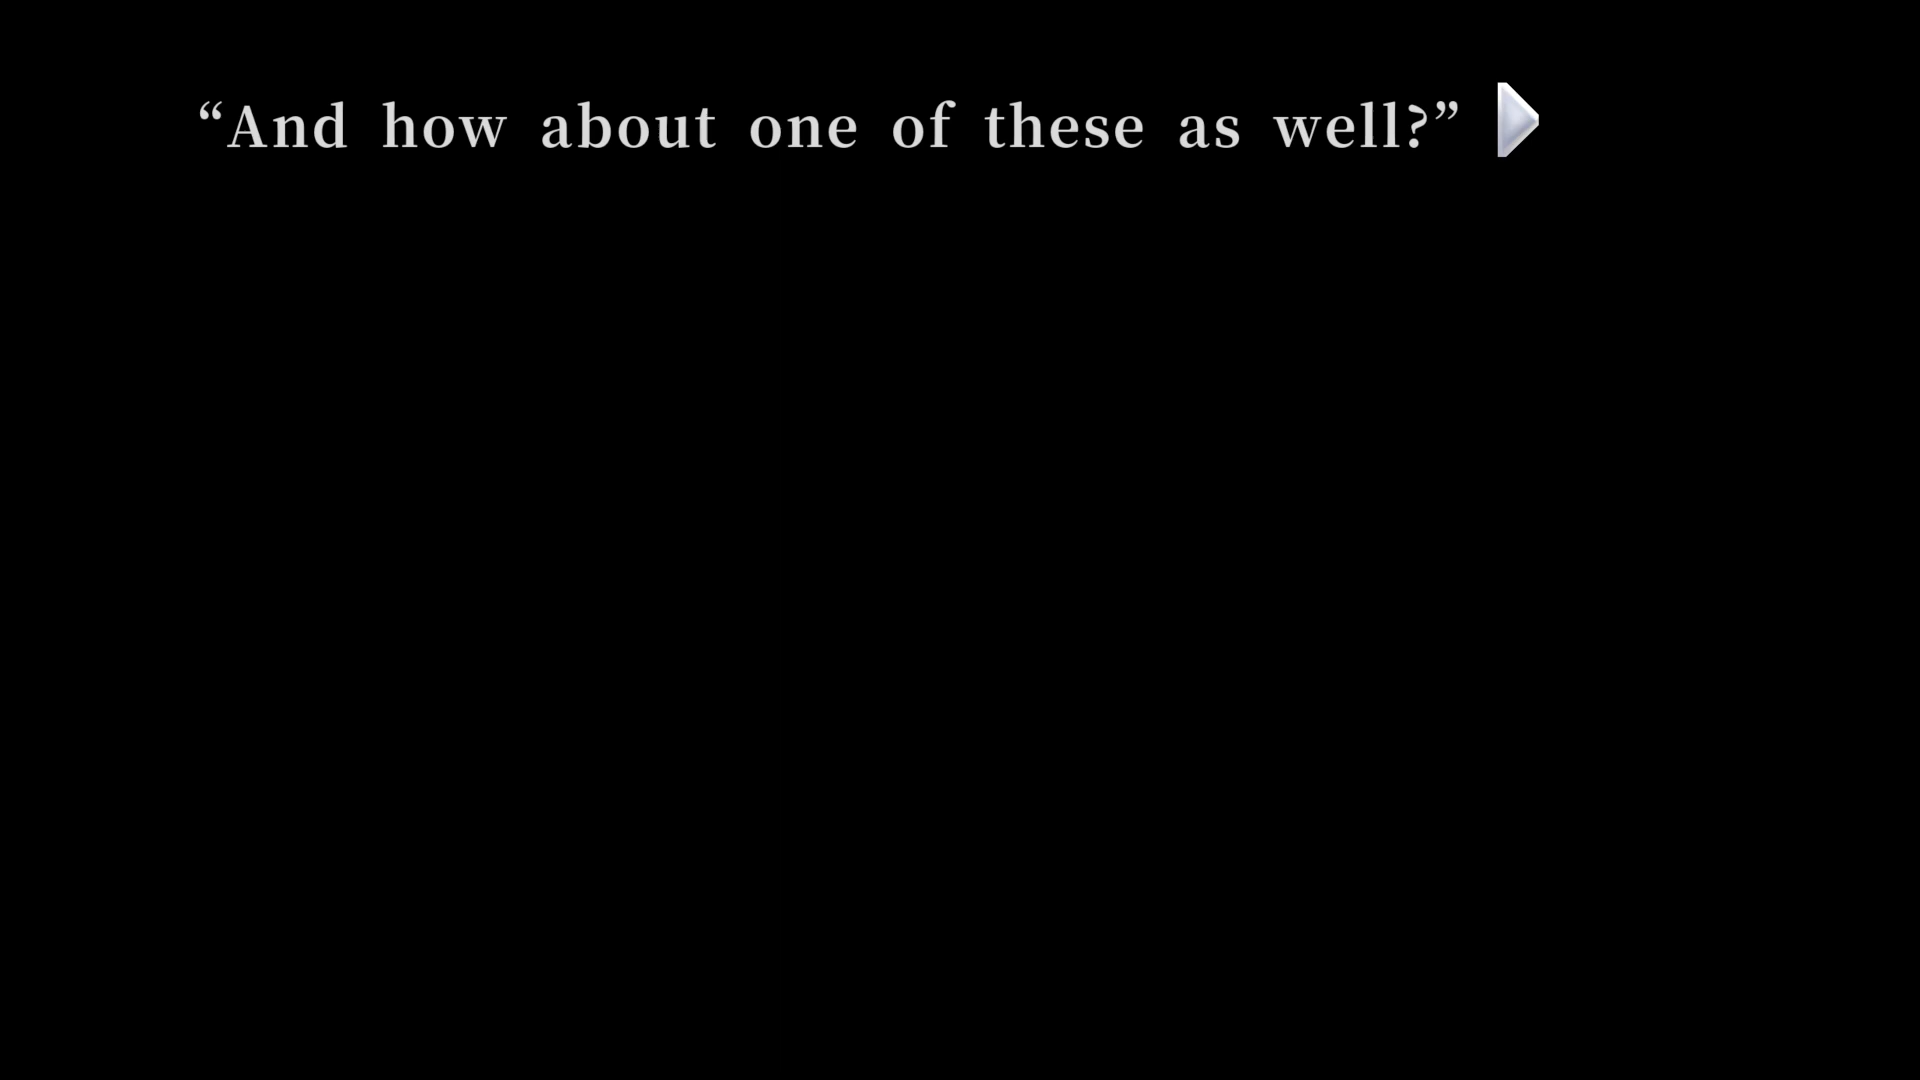 “And how about one of these as well?”